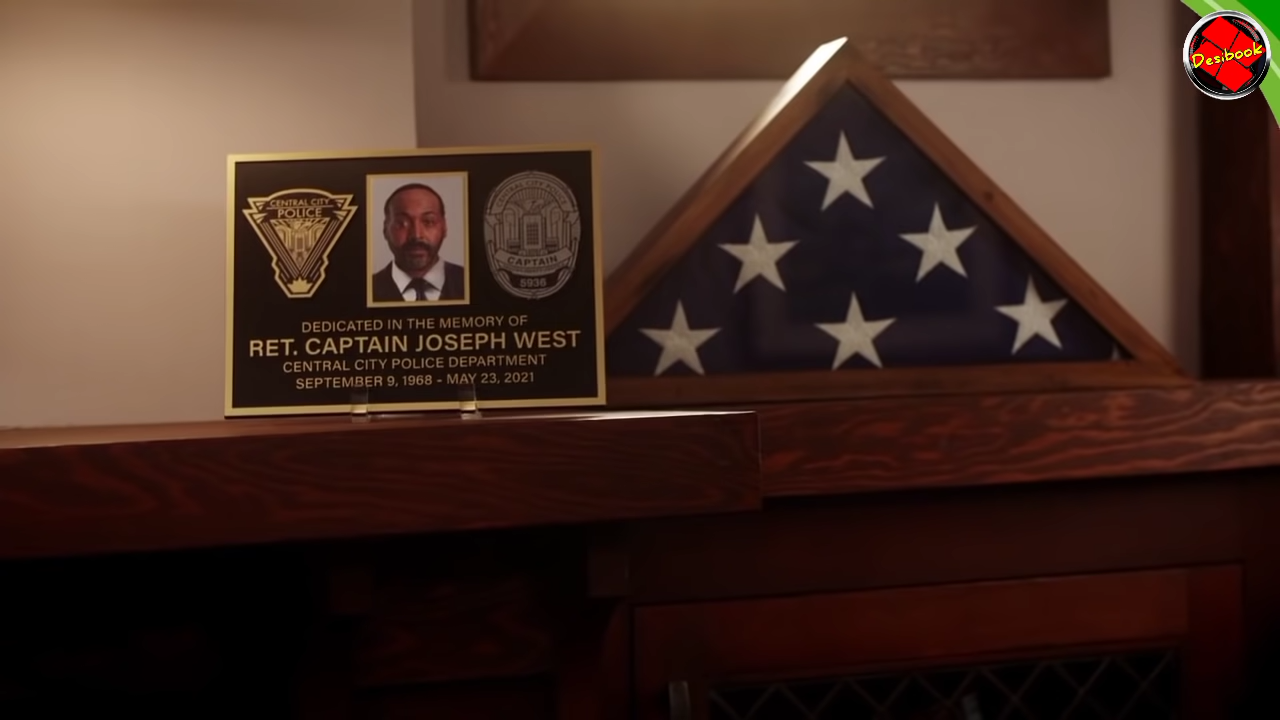 Desibook
CENTRAL CITY
POLICE
CENTRAL CITY POLICE
CAPTAIN
5936
DEDICATED IN THE MEMORY OF
RET. CAPTAIN JOSEPH WEST
CENTRAL CITY POLICE DEPARTMENT
SEPTEMBER 9, 1968 - MAY 23, 2021